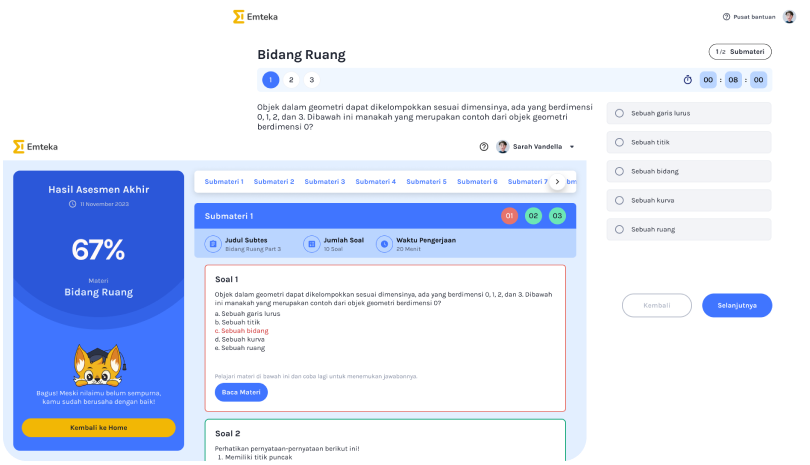 Emteka
Pusat bantuan
Bidang Ruang
1/2 Submateri
1 2 3
00 : 08 : 00
Objek dalam geometri dapat dikelompokkan sesuai dimensinya, ada yang berdimensi
0, 1, 2, dan 3. Dibawah ini manakah yang merupakan contoh dari objek geometri
berdimensi 0?
Sebuah garis lurus
Sebuah titik
Sebuah bidang
Sebuah kurva
Sebuah ruang
Kembali
Selanjutnya
Emteka
Sarah Vandella
Hasil Asesmen Akhir
11 November 2023
67%
Materi
Bidang Ruang
Bagus! Meski nilaimu belum sempurna,
kamu sudah berusaha dengan baik!
Kembali ke Home
Submateri 1 Submateri 2 Submateri 3 Submateri 4 Submateri 5 Submateri 6 Submateri 7
Submateri 1
01 02 03
Judul Subtes
Bidang Ruang Part 3
Jumlah Soal
10 Soal
Waktu Pengerjaan
20 Menit
Soal 1
Objek dalam geometri dapat dikelompokkan sesuai dimensinya, ada yang berdimensi 0, 1, 2, dan 3. Dibawah
ini manakah yang merupakan contoh dari objek geometri berdimensi 0?
a. Sebuah garis lurus
b. Sebuah titik
c. Sebuah bidang
d. Sebuah kurva
e. Sebuah ruang
Pelajari materi di bawah ini dan coba lagi untuk menemukan jawabannya.
Baca Materi
Soal 2
Perhatikan pernyataan-pernyataan berikut ini!
1. Memiliki titik puncak